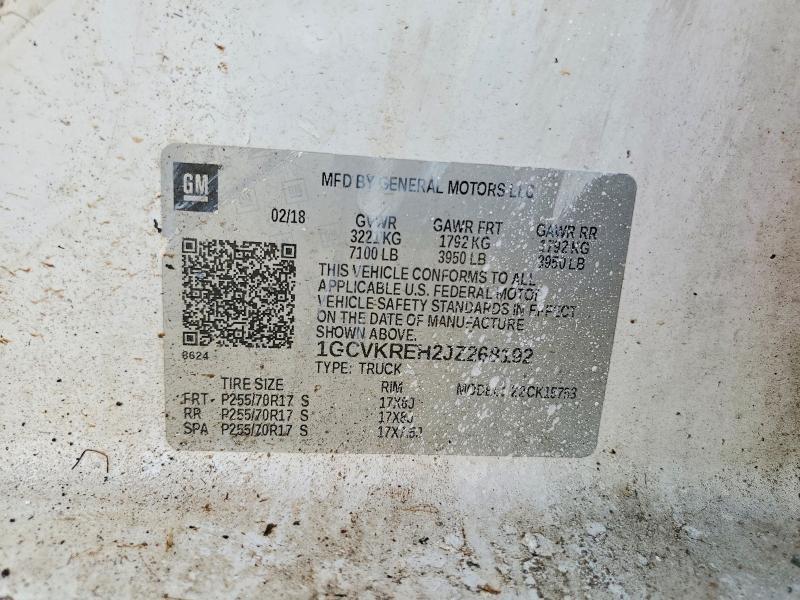 GM
MFD BY GENERAL MOTORS LLC
02/18
GVWR GAWR FRT GAWR RR
3221 KG 1792 KG 1792 KG
7100 LB 3950 LB 3950 LB
THIS VEHICLE CONFORMS TO ALL
APPLICABLE U.S. FEDERAL MOTOR
VEHICLE SAFETY STANDARDS IN EFFECT
ON THE DATE OF MANUFACTURE
SHOWN ABOVE.
8624
1GCVKREH2JZ268192
TYPE: TRUCK
TIRE SIZE RIM MODEL:
FRT P255/70R17 S 17X8J
RR P255/70R17 S 17X8J
SPA P255/70R17 S